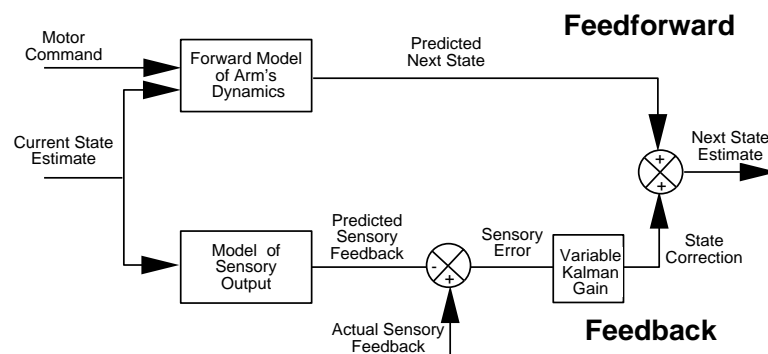 Feedforward
Motor
Command
Forward Model
of Arm's
Dynamics
Predicted
Next State
Current State
Estimate
+
+
Next State
Estimate
Model of
Sensory
Output
Predicted
Sensory
Feedback
-
+
Sensory
Error
Variable
Kalman
Gain
State
Correction
Actual Sensory
Feedback
Feedback